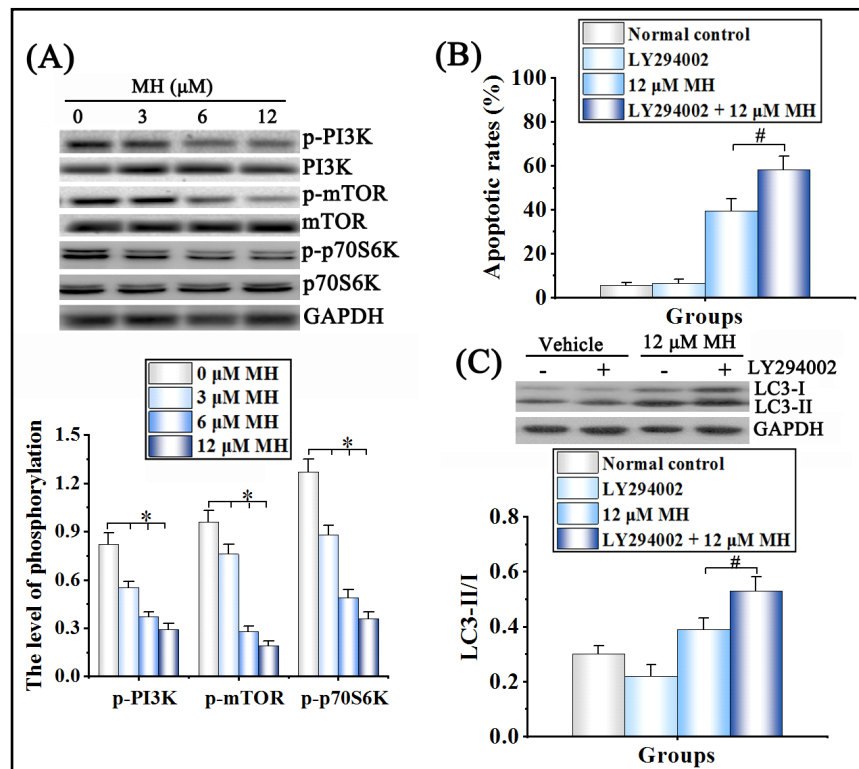 (A)
MH (μM)
0 3 6 12
p-PI3K
PI3K
p-mTOR
mTOR
p-p70S6K
p70S6K
GAPDH
0 μM MH
3 μM MH
6 μM MH
12 μM MH
The level of phosphorylation
1.5
1.2
0.9
0.6
0.3
0.0
* * *
p-PI3K p-mTOR p-p70S6K
(B)
Normal control
LY294002
12 μM MH
LY294002 + 12 μM MH
Apoptotic rates (%)
100
80
60
40
20
0
#
Groups
(C)
Vehicle 12 μM MH
- + - + LY294002
LC3-I
LC3-II
GAPDH
Normal control
LY294002
12 μM MH
LY294002 + 12 μM MH
LC3-II/I
0.8
0.6
0.4
0.2
0.0
#
Groups